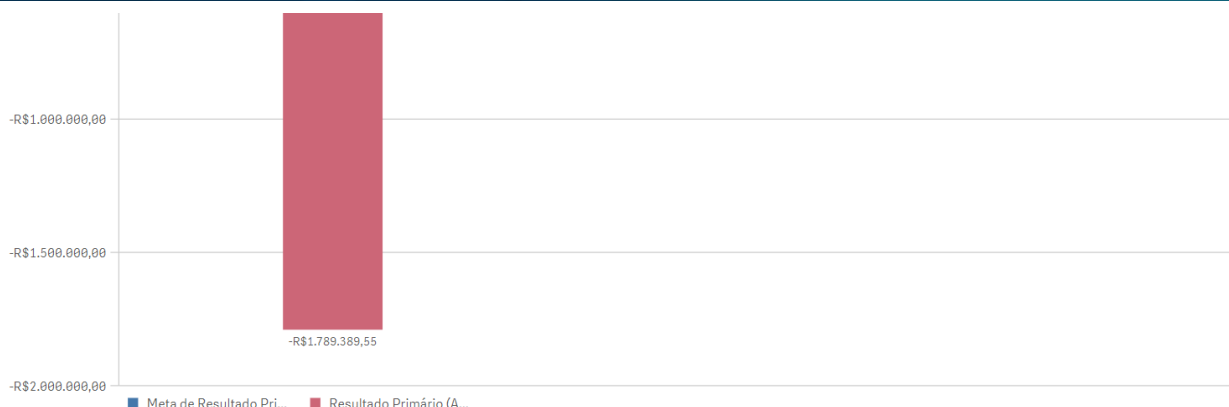 -R$1.000.000,00
-R$1.500.000,00
-R$1.789.389,55
-R$2.000.000,00
Meta de Resultado Pri... Resultado Primário (A...